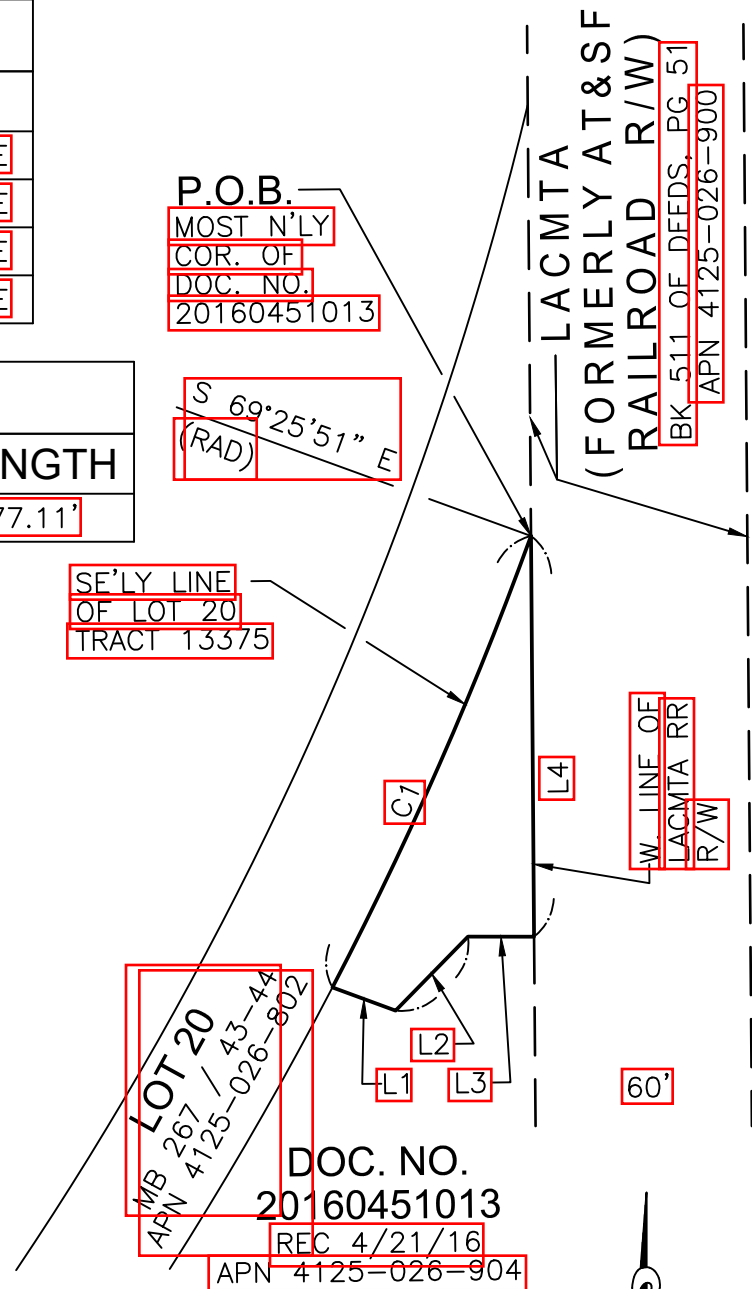 E
E
E
E
P.O.B.
MOST N'LY
COR. OF
DOC. NO.
20160451013
LACMTA
(FORMERLY AT&SF
RAILROAD R/W)
BK 511 OF DEEDS, PG 51
APN 4125-026-900
S 69°25'51" E
(RAD)
NGTH
77.11'
SE'LY LINE
OF LOT 20
TRACT 13375
C1
L4
W. LINE OF
LACMTA RR
R/W
LOT 20
MB 267 / 43-44
APN 4125-026-802
L2
L1
L3
60'
DOC. NO.
20160451013
REC 4/21/16
APN 4125-026-904